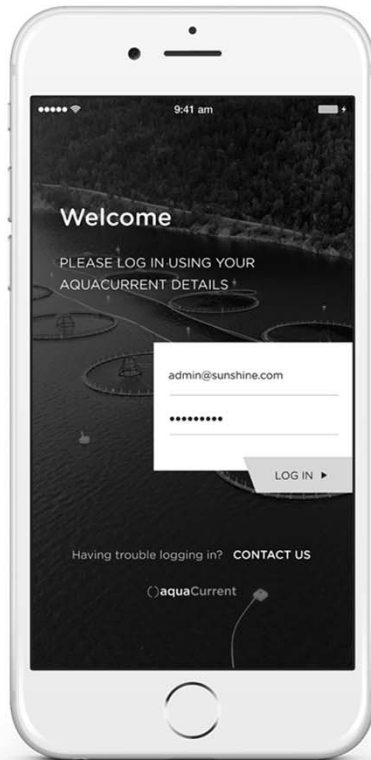 9:41 am
Welcome
PLEASE LOG IN USING YOUR
AQUACURRENT DETAILS
admin@sunshine.com
•••••••••
LOG IN ▶
Having trouble logging in? CONTACT US
()aquaCurrent